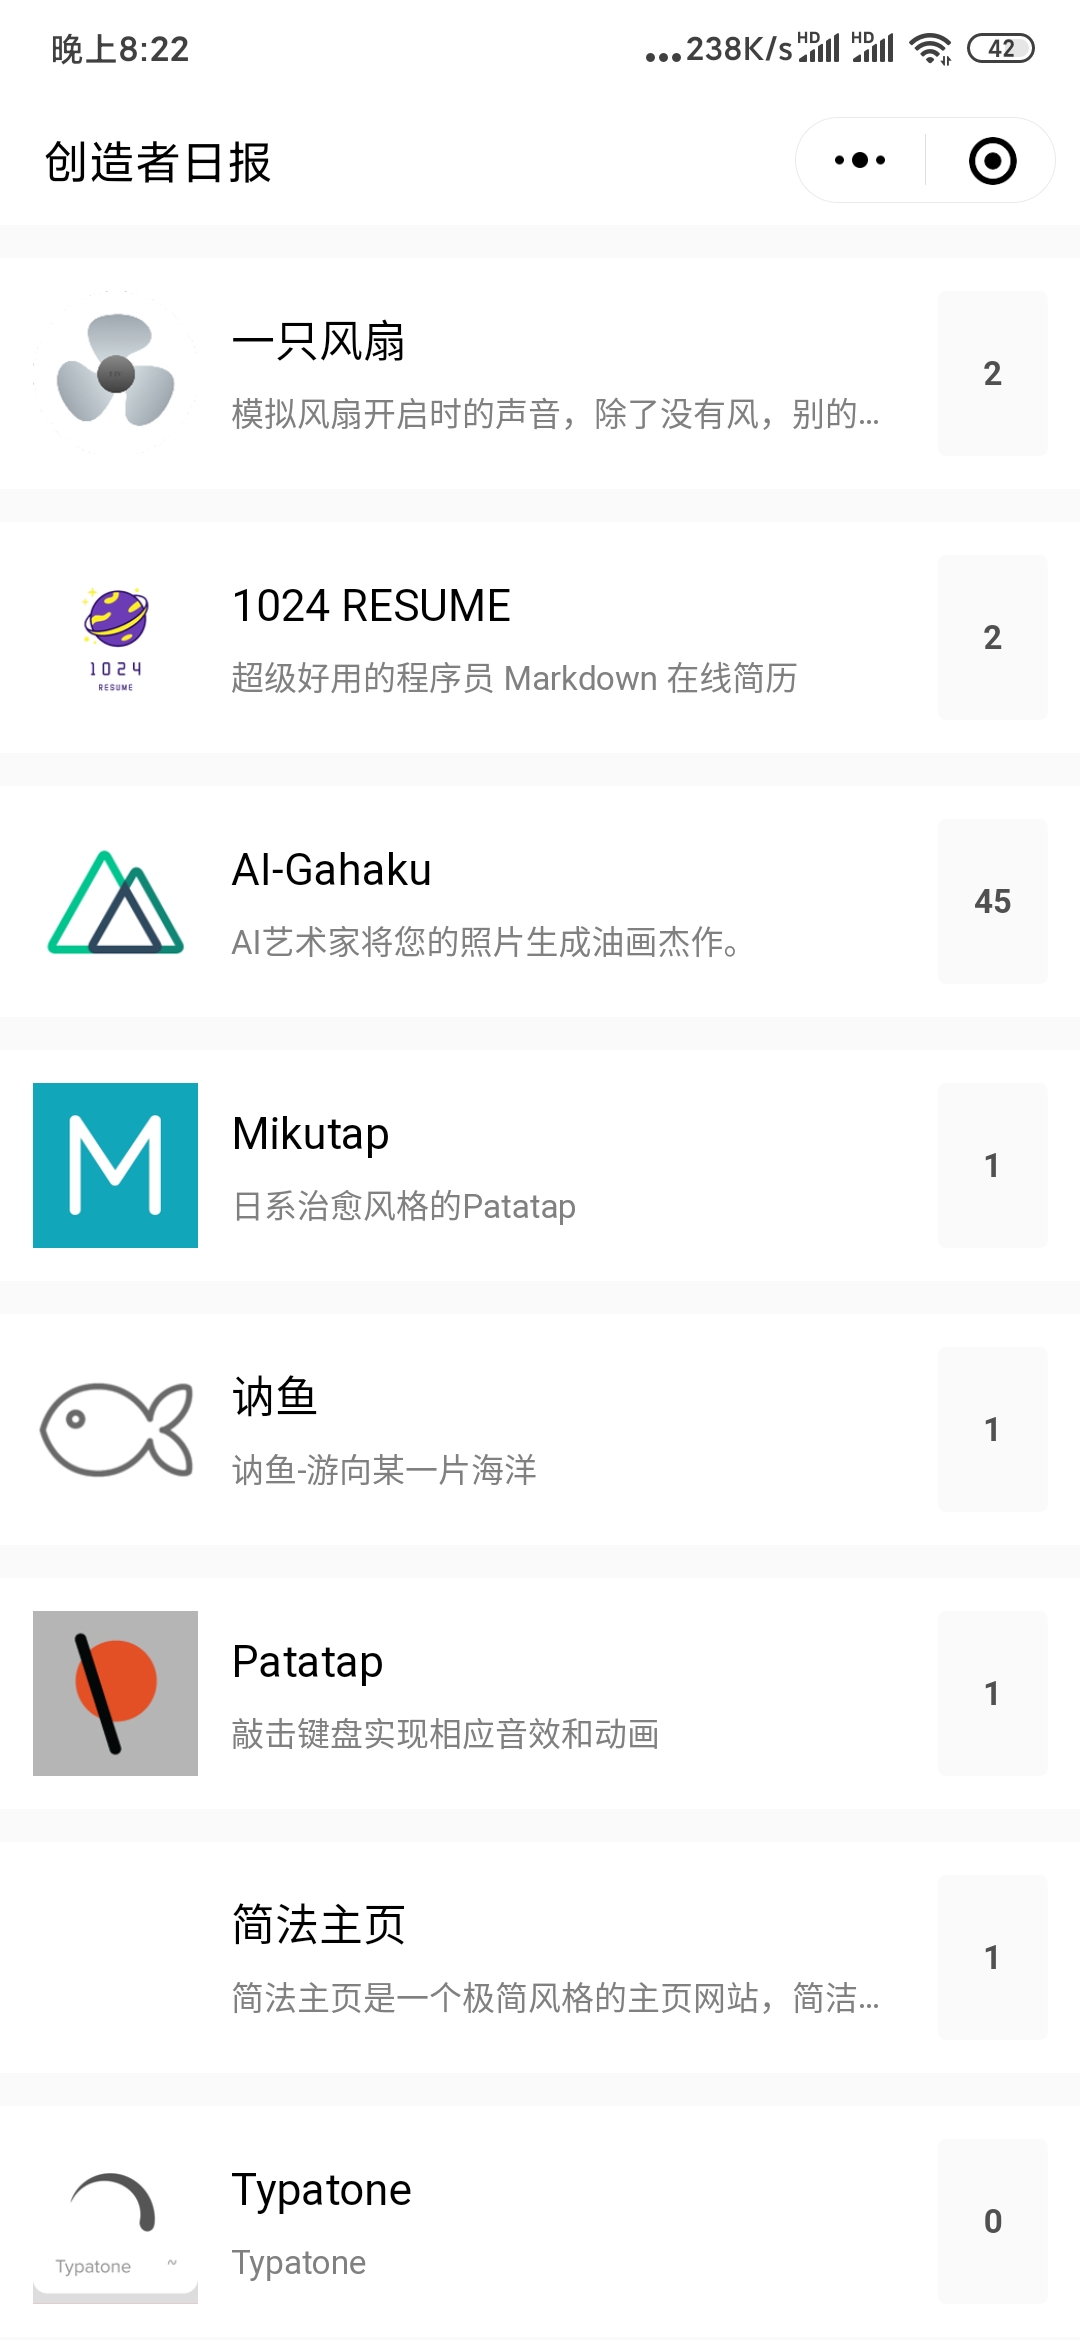 晚上8:22
...238K/s HD HD 42
创造者日报
一只风扇
模拟风扇开启时的声音，除了没有风，别的...
2
1024 RESUME
超级好用的程序员 Markdown 在线简历
1024
RESUME
2
AI-Gahaku
AI艺术家将您的照片生成油画杰作。
45
M
Mikutap
日系治愈风格的Patatap
1
讷鱼
讷鱼-游向某一片海洋
1
Patatap
敲击键盘实现相应音效和动画
1
简法主页
简法主页是一个极简风格的主页网站，简洁...
1
Typatone ~
Typatone
Typatone
0